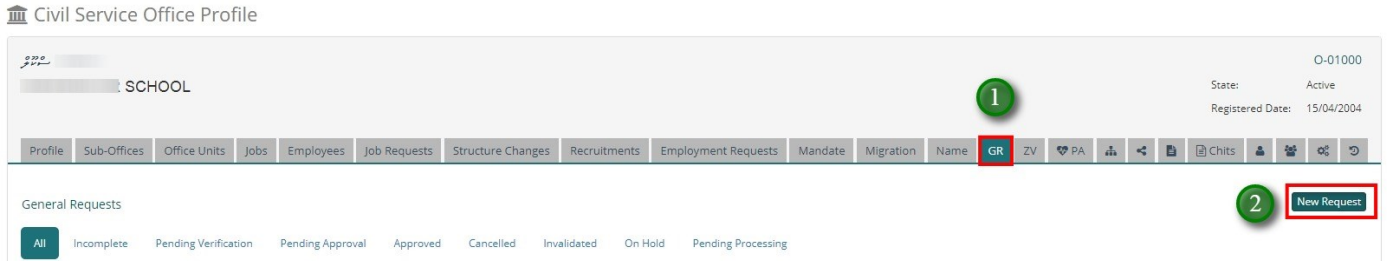 Civil Service Office Profile
ސްކޫލް
O-01000
SCHOOL
State: Active
Registered Date: 15/04/2004
1
Profile Sub-Offices Office Units Jobs Employees Job Requests Structure Changes Recruitments Employment Requests Mandate Migration Name GR ZV PA Chits
General Requests
2 New Request
All Incomplete Pending Verification Pending Approval Approved Cancelled Invalidated On Hold Pending Processing